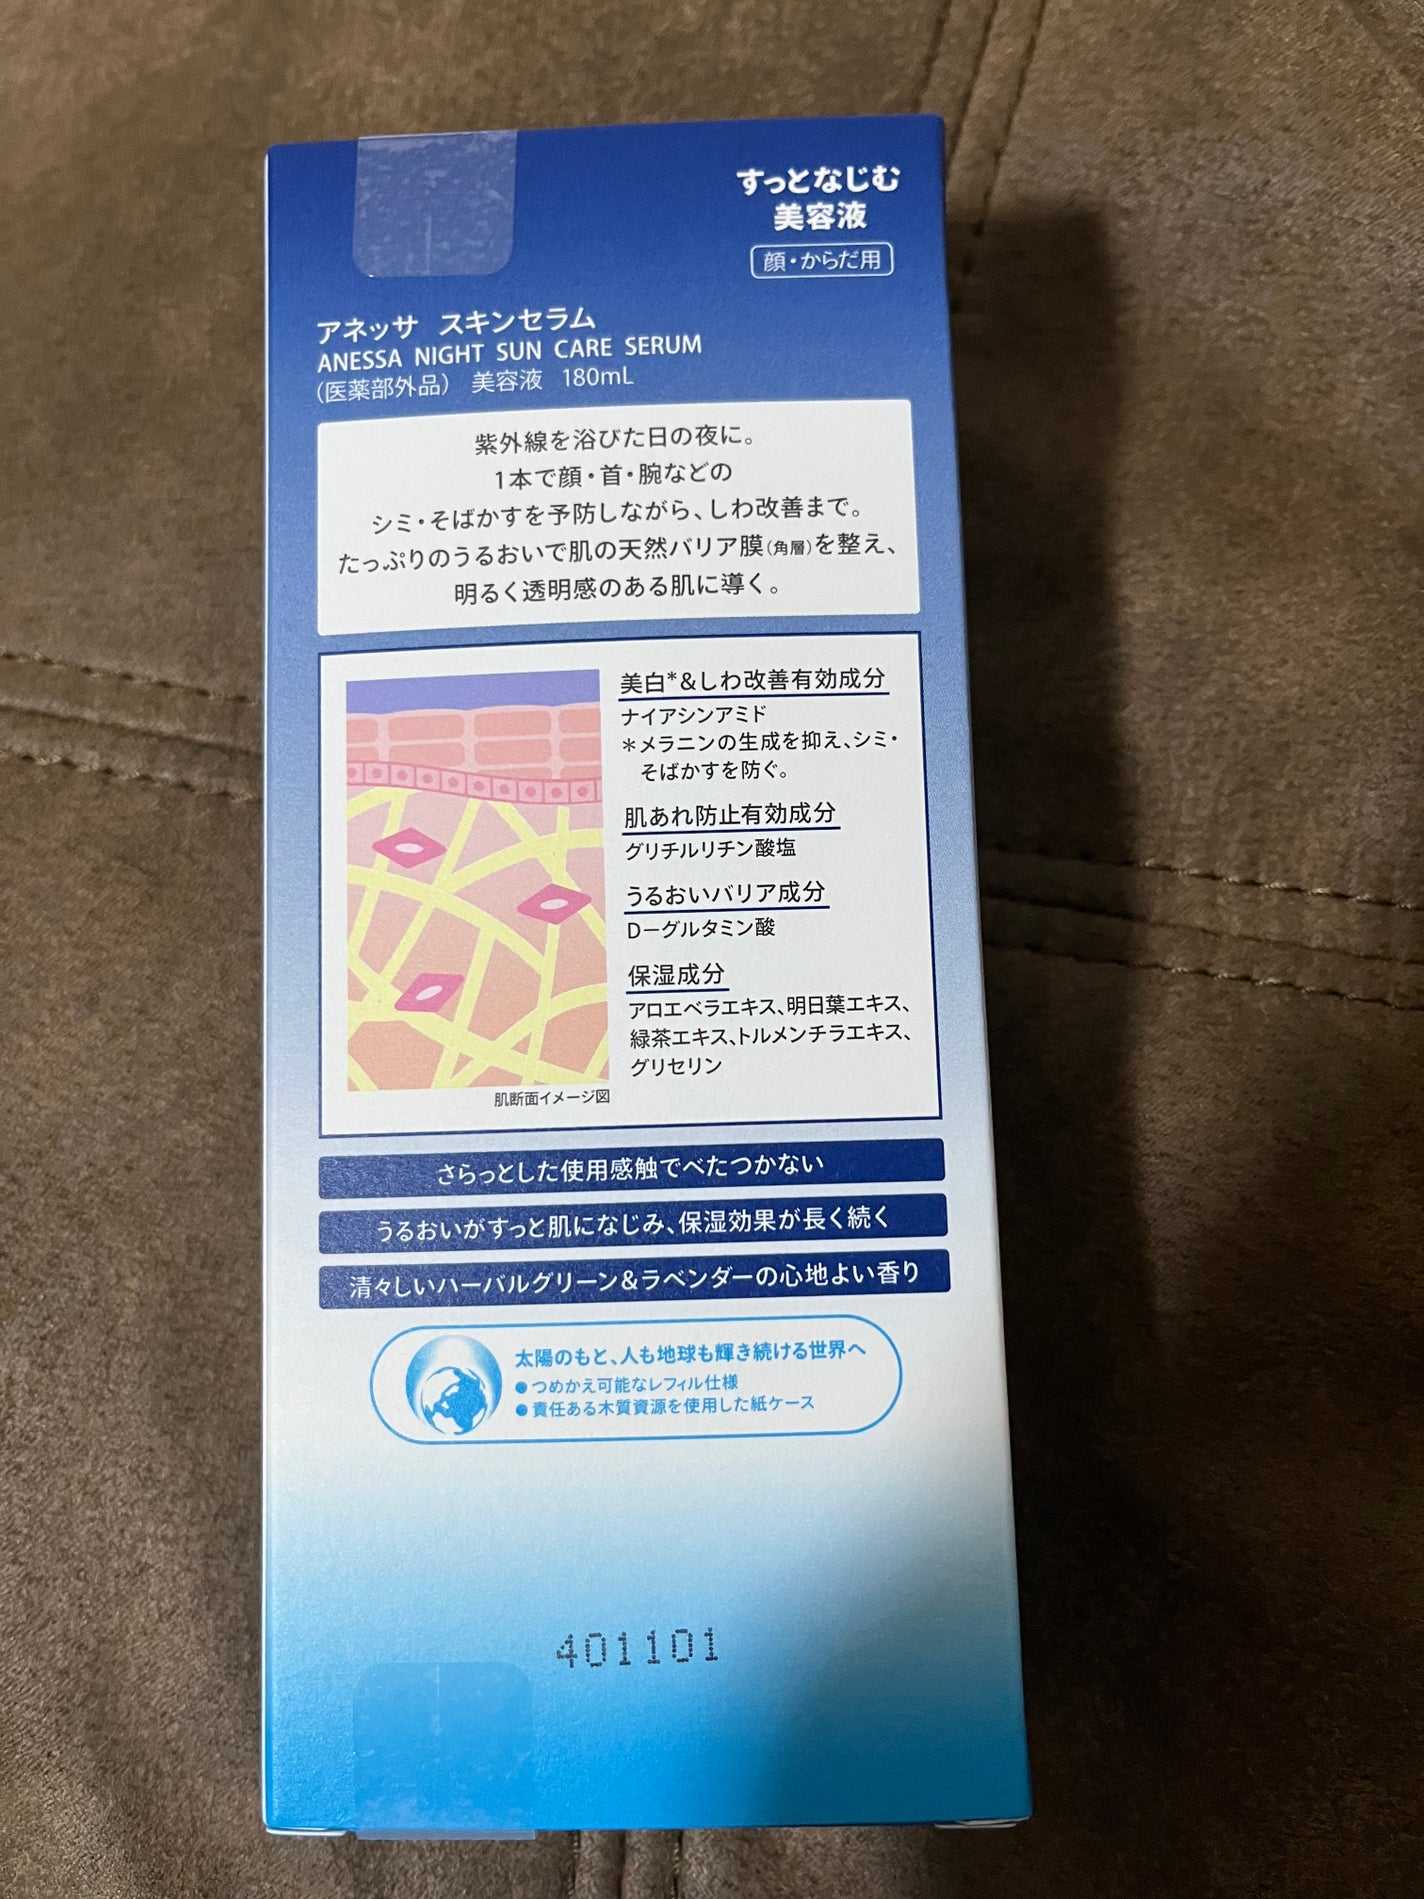 すっとなじむ
美容液
顔・からだ用
アネッサ スキンセラム
ANESSA NIGHT SUN CARE SERUM
（医薬部外品） 美容液 180mL
紫外線を浴びた日の夜に。
1本で顔・首・腕などの
シミ・そばかすを予防しながら、しわ改善まで。
たっぷりのうるおいで肌の天然バリア膜（角層）を整え、
明るく透明感のある肌に導く。
美白*&しわ改善有効成分
ナイアシンアミド
＊メラニンの生成を抑え、シミ・
そばかすを防ぐ。
肌あれ防止有効成分
グリチルリチン酸塩
うるおいバリア成分
D－グルタミン酸
保湿成分
アロエベラエキス、明日葉エキス、
緑茶エキス、トルメンチラエキス、
グリセリン
肌断面イメージ図
さらっとした使用感触でべたつかない
うるおいがすっと肌になじみ、保湿効果が長く続く
清々しいハーバルグリーン&ラベンダーの心地よい香り
太陽のもと、人も地球も輝き続ける世界へ
●つめかえ可能なレフィル仕様
●責任ある木質資源を使用した紙ケース
401101